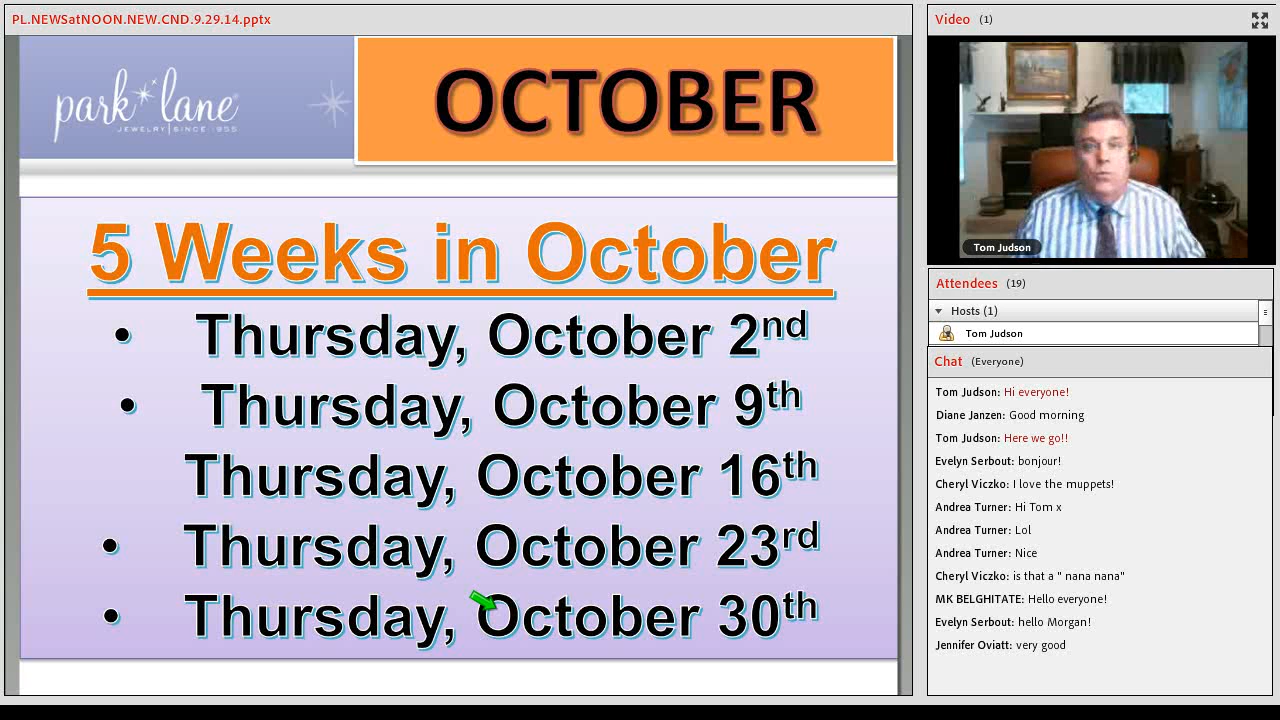 PL.NEWSatNOON.NEW.CND.9.29.14.pptx
park lane
JEWELRY | SINCE 1955
OCTOBER
5 Weeks in October
• Thursday, October 2nd
• Thursday, October 9th
Thursday, October 16th
• Thursday, October 23rd
• Thursday, October 30th
Video (1)
Tom Judson
Attendees (19)
Hosts (1)
Tom Judson
Chat (Everyone)
Tom Judson: Hi everyone!
Diane Janzen: Good morning
Tom Judson: Here we go!!
Evelyn Serbout: bonjour!
Cheryl Viczko: I love the muppets!
Andrea Turner: Hi Tom x
Andrea Turner: Lol
Andrea Turner: Nice
Cheryl Viczko: is that a " nana nana"
MK BELGHITATE: Hello everyone!
Evelyn Serbout: hello Morgan!
Jennifer Oviatt: very good